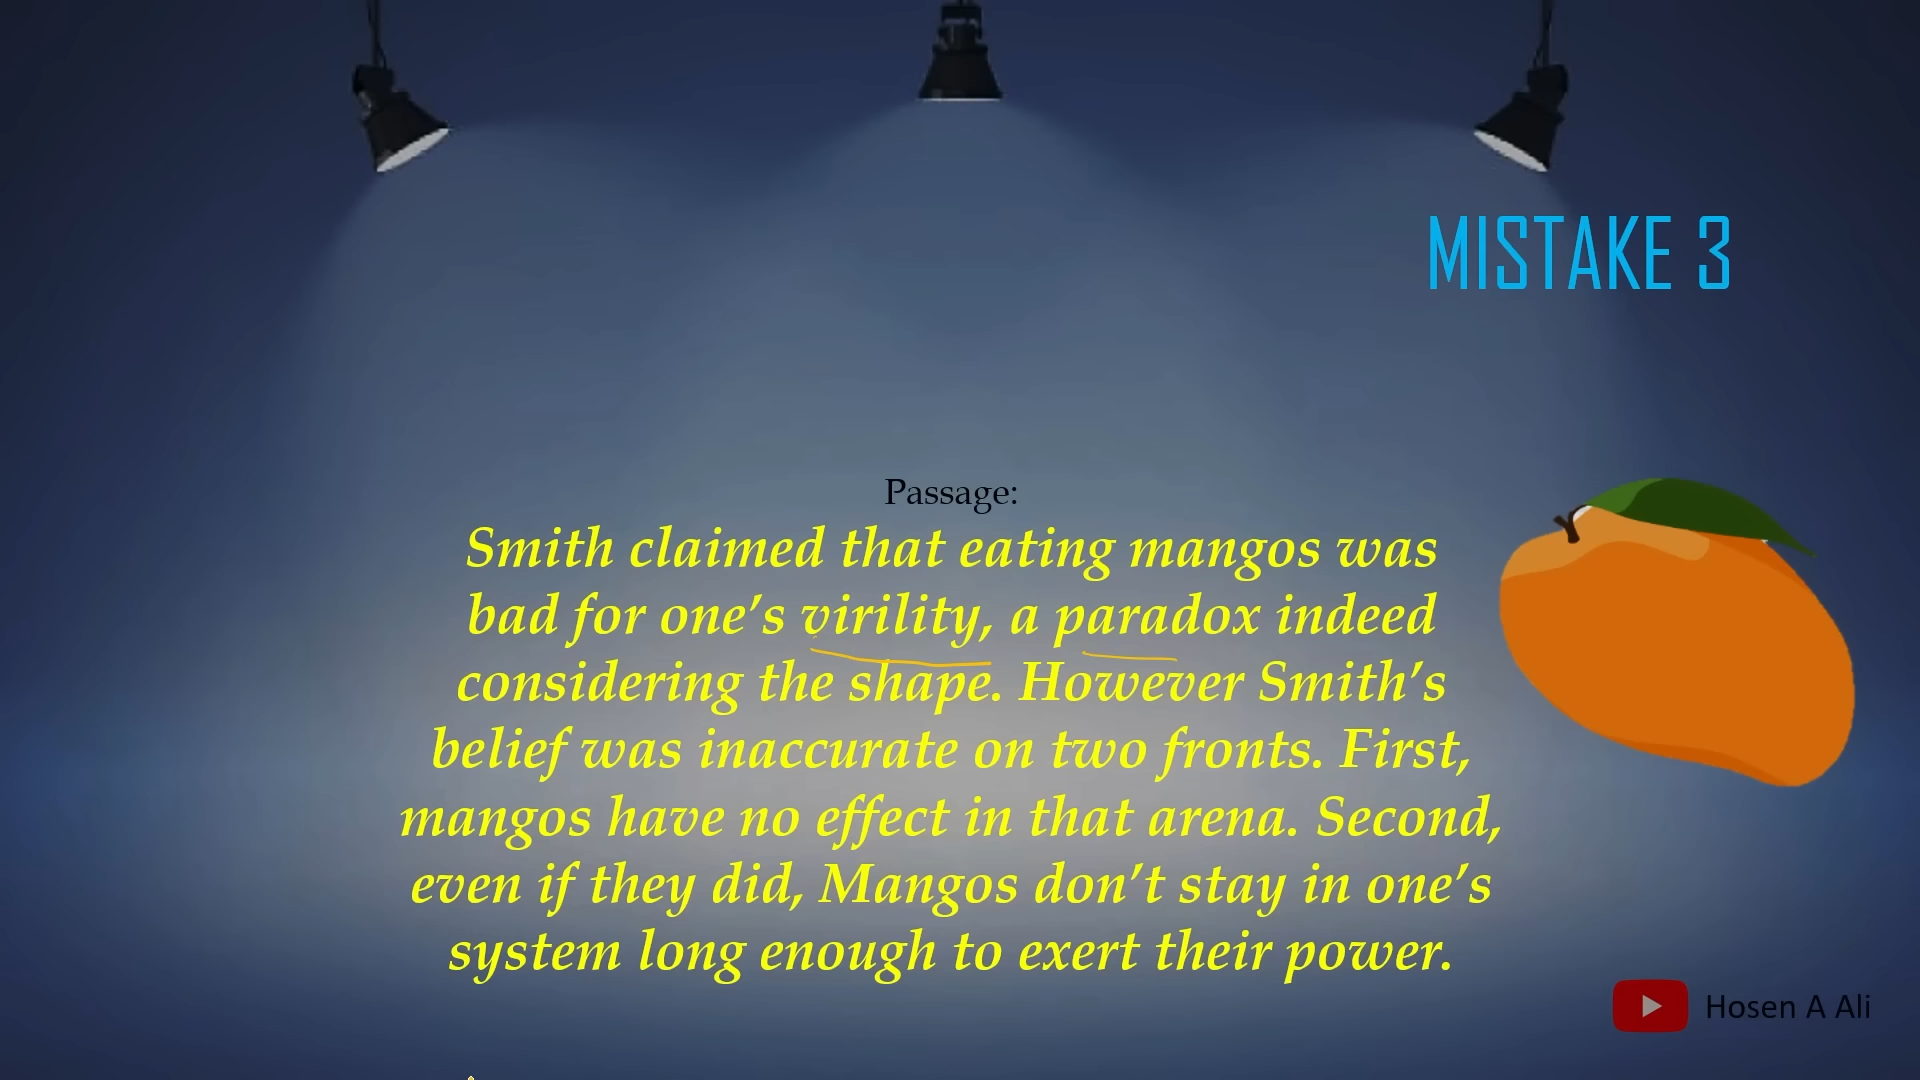 MISTAKE 3
Passage:
Smith claimed that eating mangos was
bad for one’s virility, a paradox indeed
considering the shape. However Smith’s
belief was inaccurate on two fronts. First,
mangos have no effect in that arena. Second,
even if they did, Mangos don’t stay in one’s
system long enough to exert their power.
Hosen A Ali